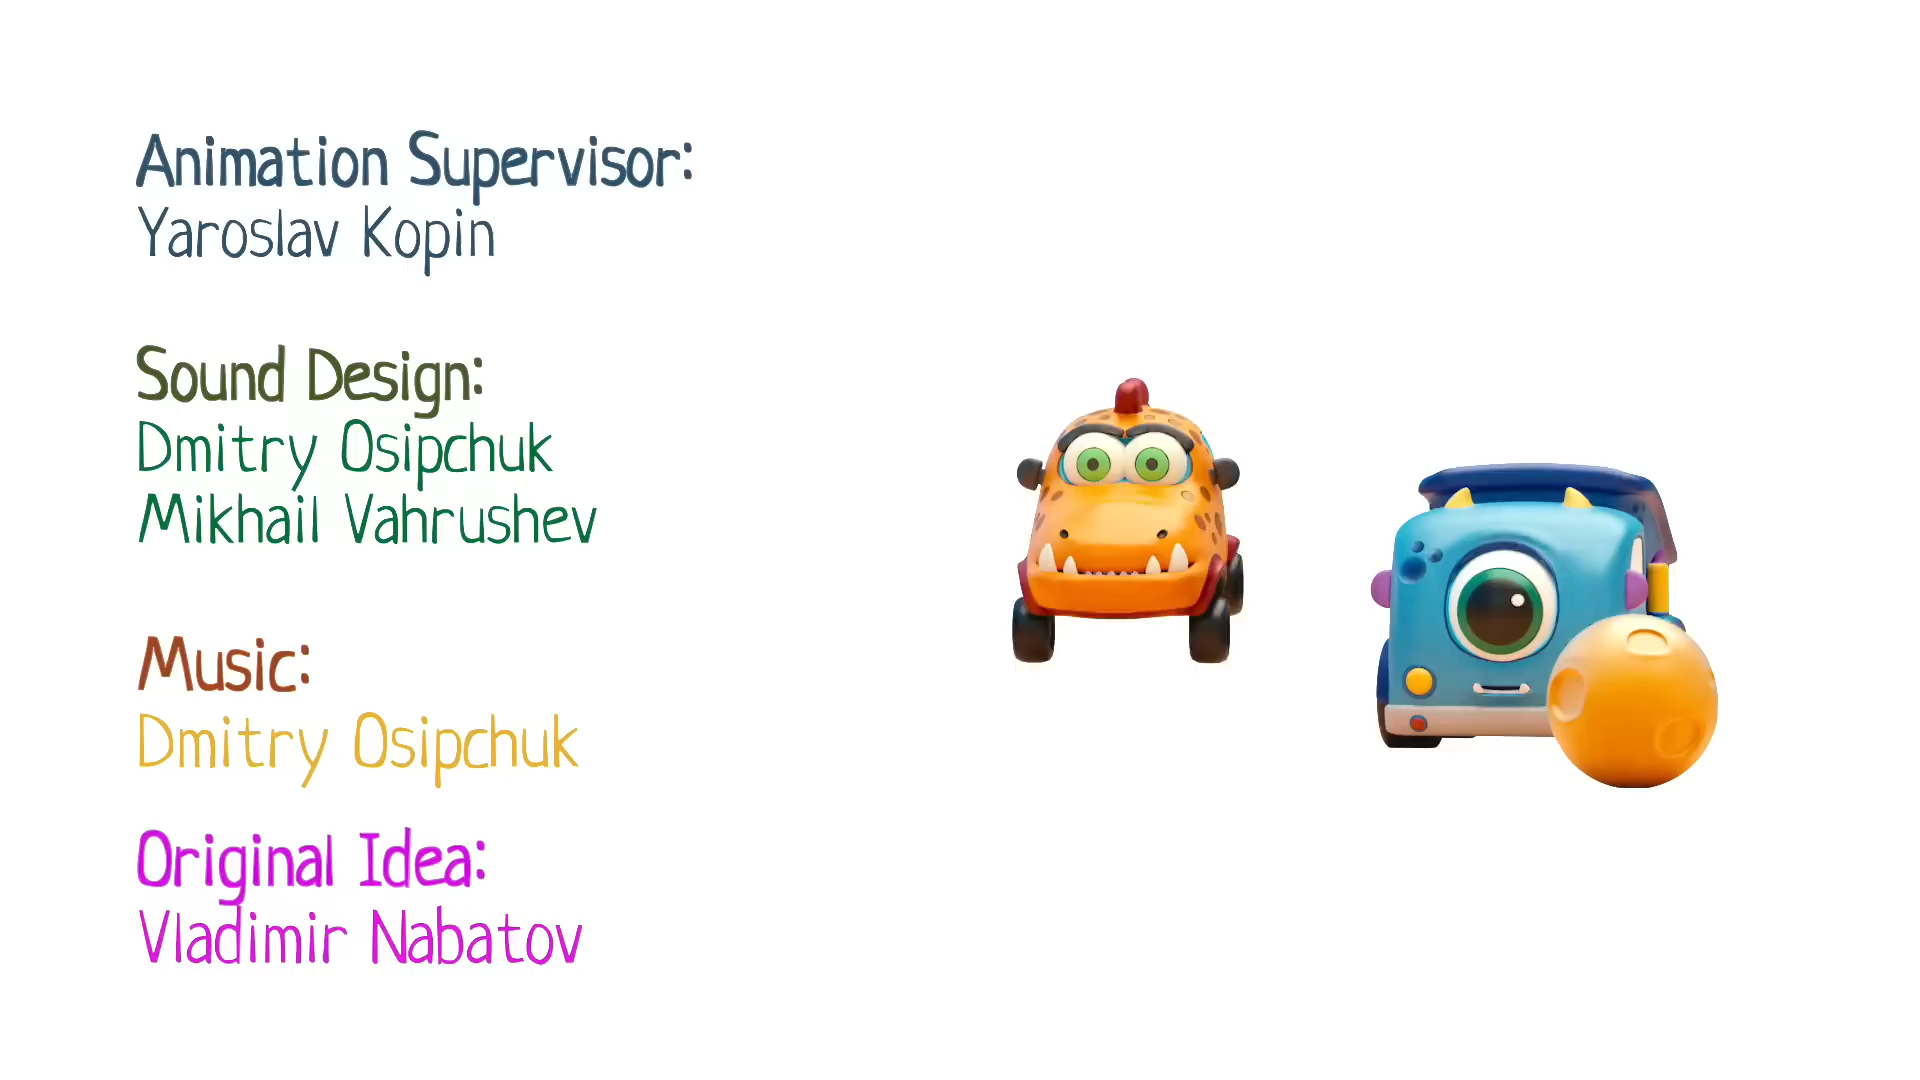 Animation Supervisor:
Yaroslav Kopin
Sound Design:
Dmitry Osipchuk
Mikhail Vahrushev
Music:
Dmitry Osipchuk
Original Idea:
Vladimir Nabatov